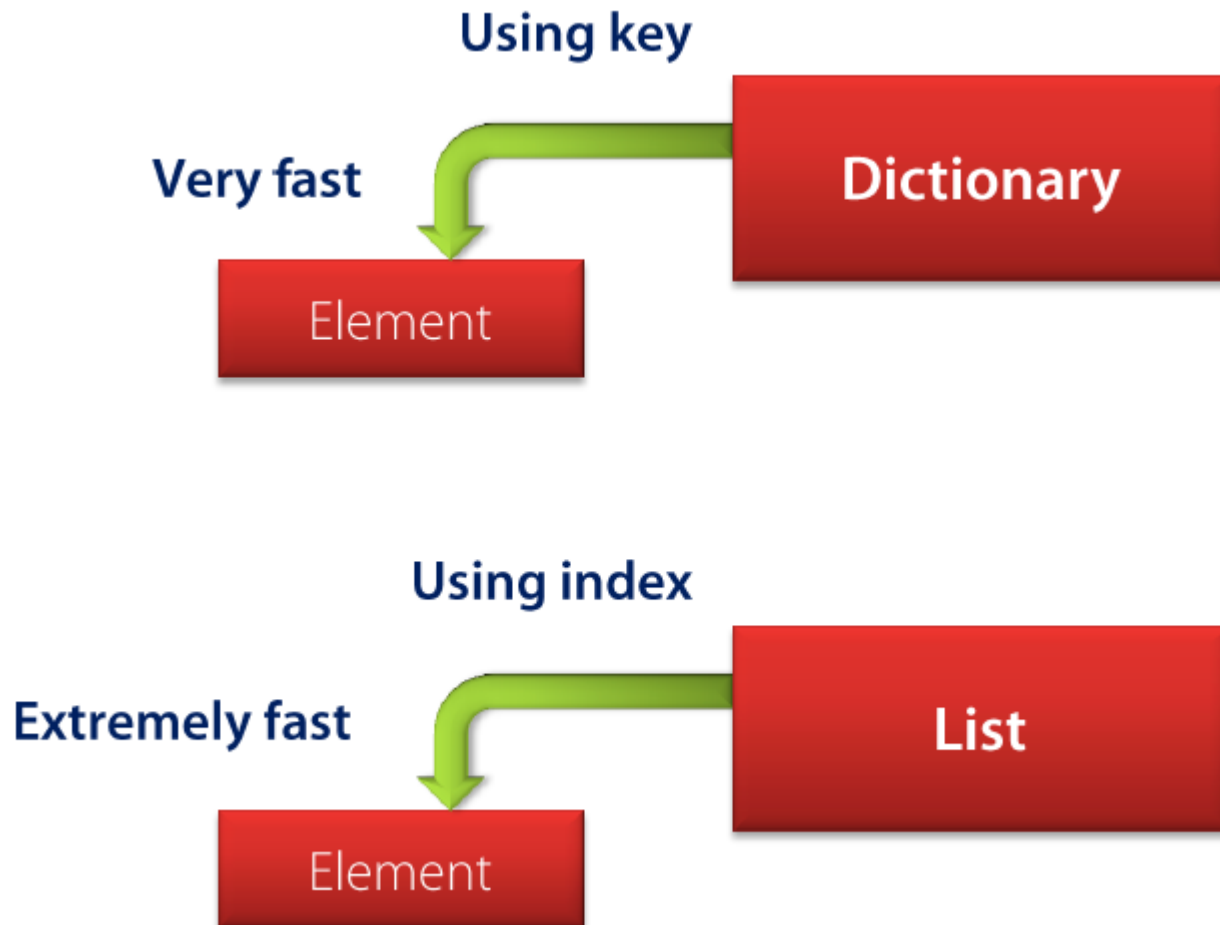 Using key
Dictionary
Very fast
Element
Using index
List
Extremely fast
Element